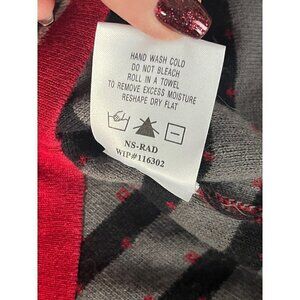 HAND WASH COLD
DO NOT BLEACH
ROLL IN A TOWEL
TO REMOVE EXCESS MOISTURE
RESHAPE DRY FLAT
NS-RAD
WIP#116302